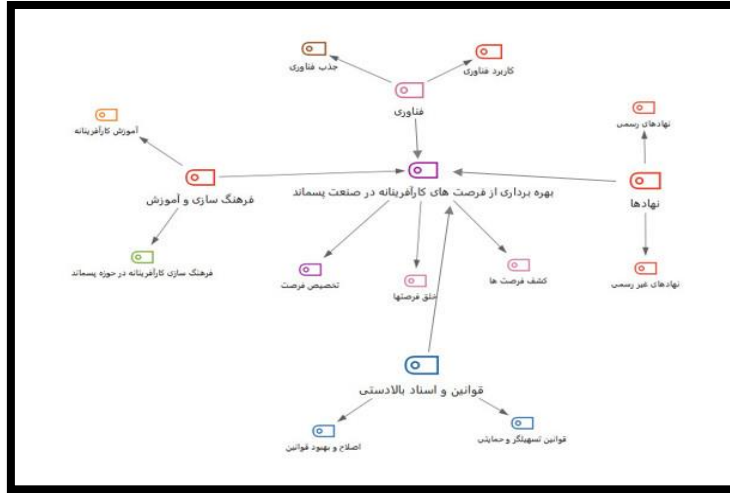 جذب فناوری
کاربرد فناوری
فناوری
آموزش کارآفرینانه
نهادهای رسمی
فرهنگ سازی و آموزش
بهره برداری از فرصت های کارآفرینانه در صنعت پسماند
نهادها
فرهنگ سازی کارآفرینانه در حوزه پسماند
تخصیص فرصت
خلق فرصتها
کشف فرصت ها
نهادهای غیر رسمی
قوانین و اسناد بالادستی
اصلاح و بهبود قوانین
قوانین تسهیلگر و حمایتی